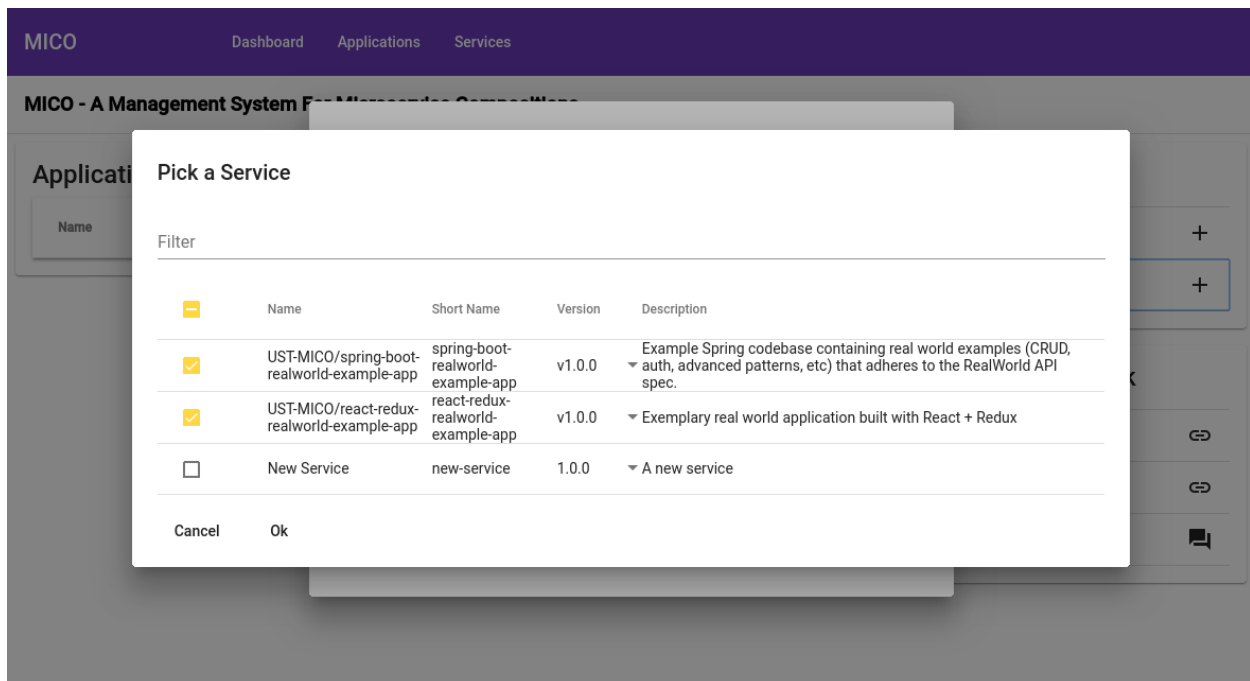 MICO
Dashboard Applications Services
MICO - A Management System For Microservice Compositions
Pick a Service
Name
Filter
Name Short Name Version Description
UST-MICO/spring-boot-
realworld-example-app
spring-boot-
realworld-
example-app
v1.0.0
Example Spring codebase containing real world examples (CRUD,
auth, advanced patterns, etc) that adheres to the RealWorld API
spec.
UST-MICO/react-redux-
realworld-example-app
react-redux-
realworld-
example-app
v1.0.0
Exemplary real world application built with React + Redux
New Service new-service 1.0.0 A new service
Cancel Ok